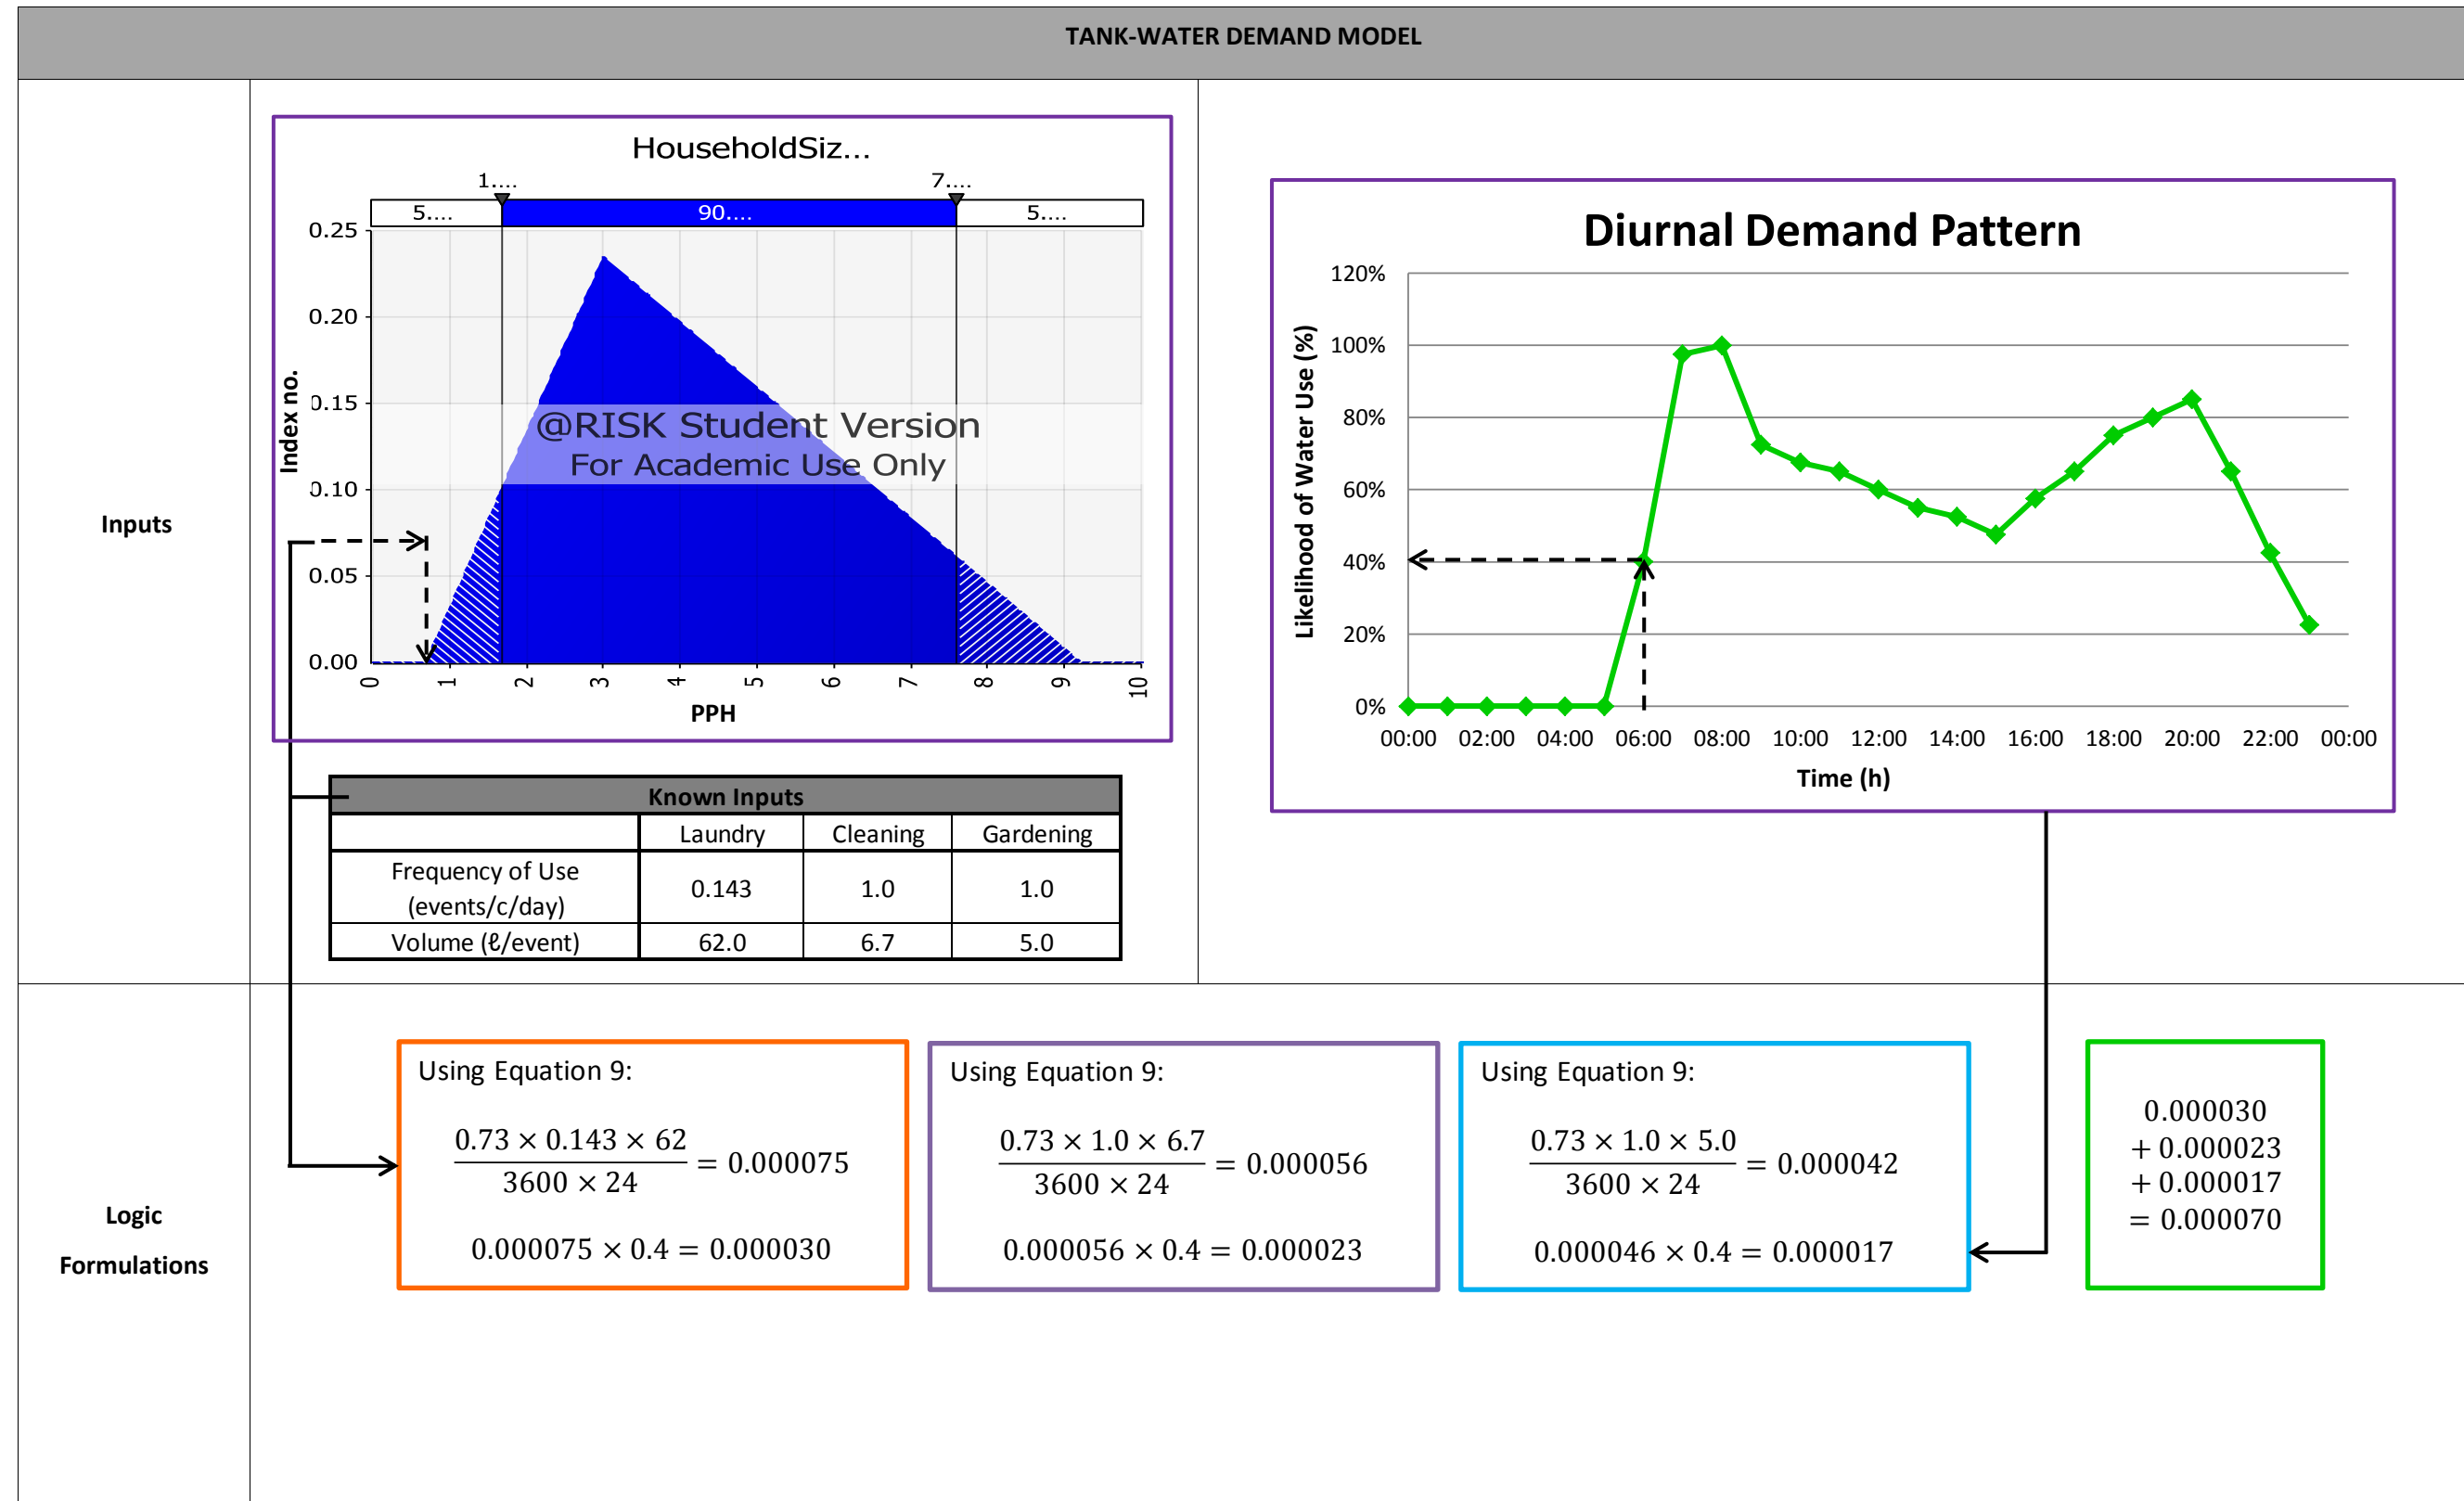 TANK-WATER DEMAND MODEL
Inputs
HouseholdSiz...
1.... 7....
5.... 90.... 5....
0.25
0.20
0.15
0.10
0.05
0.00
Index no.
@RISK Student Version
For Academic Use Only
0 1 2 3 4 5 6 7 8 9 10
PPH
Known Inputs
Laundry Cleaning Gardening
Frequency of Use
(events/c/day) 0.143 1.0 1.0
Volume (ℓ/event) 62.0 6.7 5.0
Diurnal Demand Pattern
Likelihood of Water Use (%)
120%
100%
80%
60%
40%
20%
0%
00:00 02:00 04:00 06:00 08:00 10:00 12:00 14:00 16:00 18:00 20:00 22:00 00:00
Time (h)
Logic
Formulations
Using Equation 9:
0.73 × 0.143 × 62
3600 × 24
= 0.000075
0.000075 × 0.4 = 0.000030
Using Equation 9:
0.73 × 1.0 × 6.7
3600 × 24
= 0.000056
0.000056 × 0.4 = 0.000023
Using Equation 9:
0.73 × 1.0 × 5.0
3600 × 24
= 0.000042
0.000046 × 0.4 = 0.000017
0.000030
+ 0.000023
+ 0.000017
= 0.000070